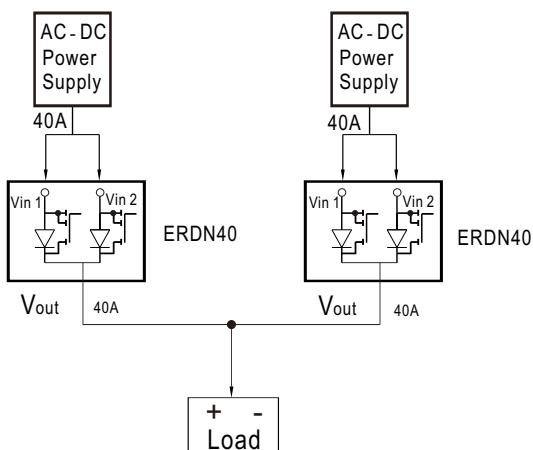 AC - DC
Power
Supply
AC - DC
Power
Supply
40A
40A
Vin 1
Vin 2
ERDN40
Vin 1
Vin 2
ERDN40
Vout
40A
Vout
40A
+ -
Load